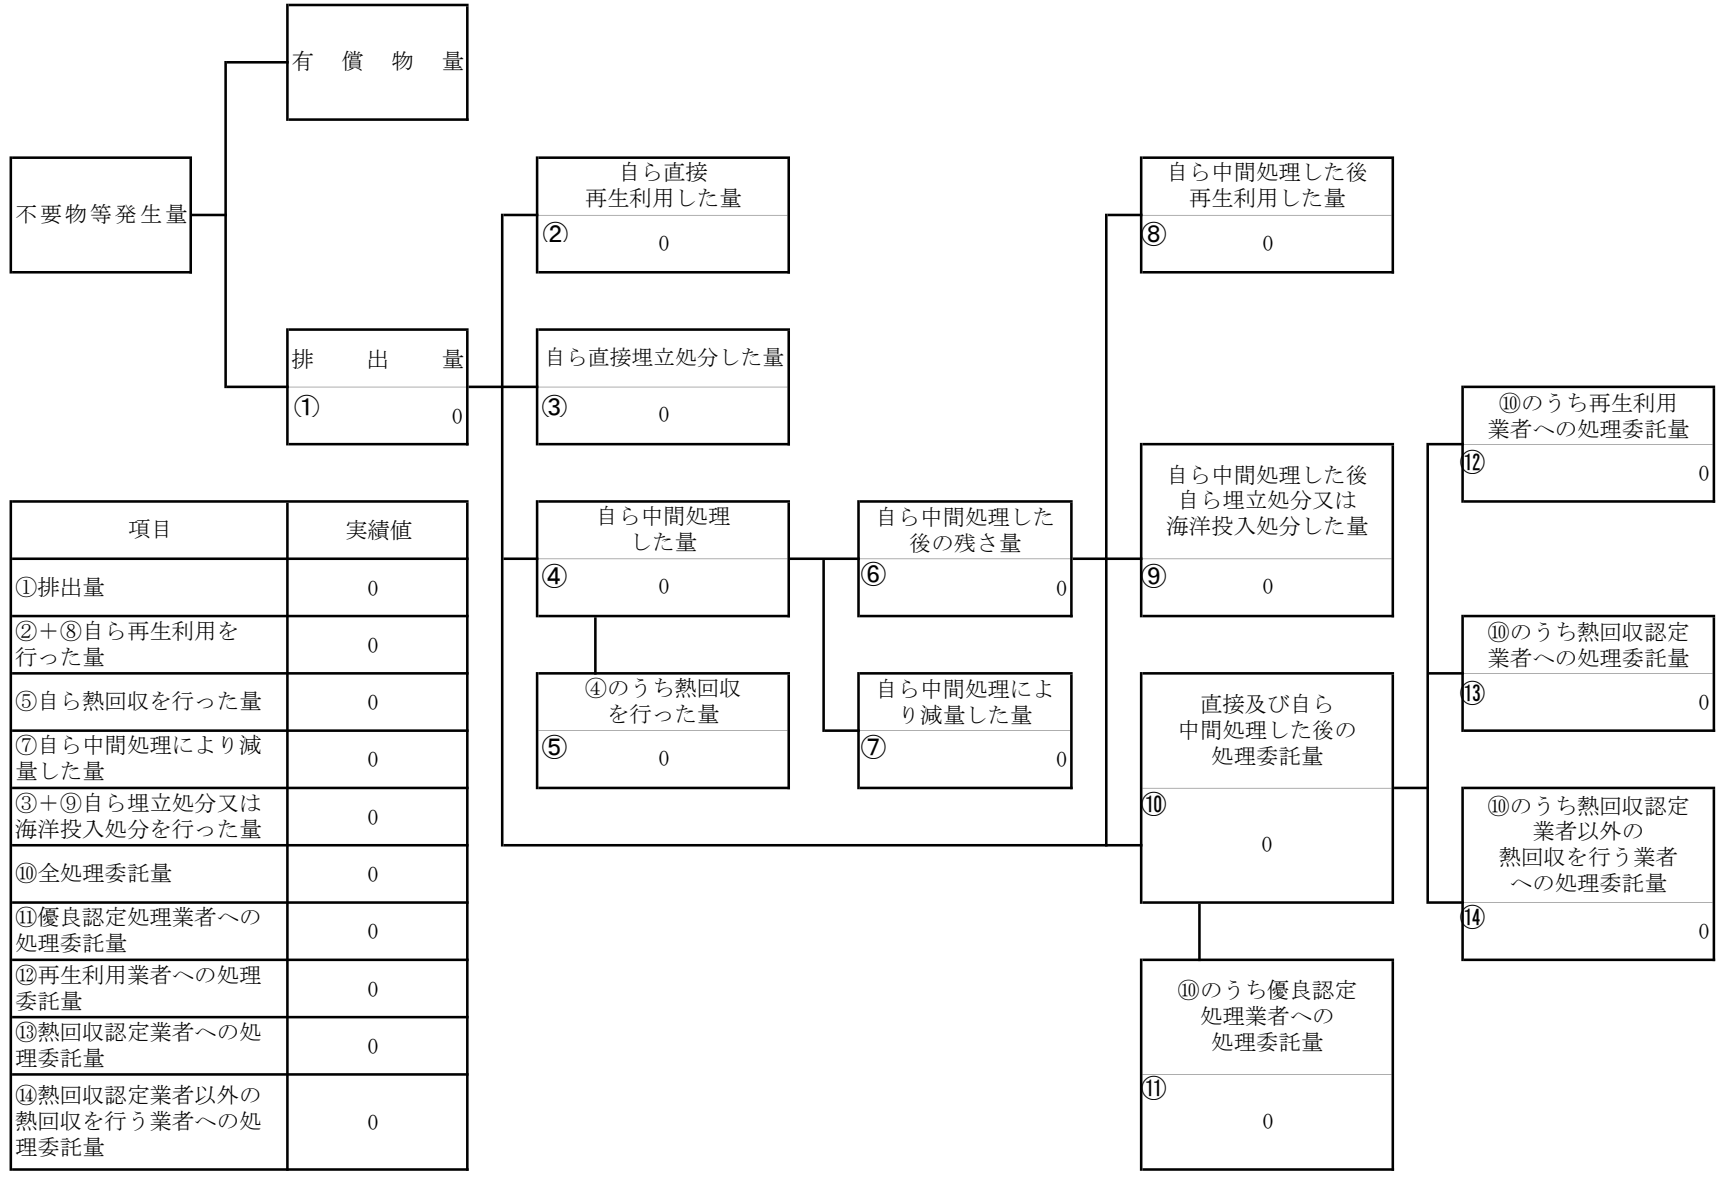 有償物量
不要物等発生量
排出量
①
0
自ら直接
再生利用した量
②
0
自ら直接埋立処分した量
③
0
自ら中間処理
した量
④
0
④のうち熱回収
を行った量
⑤
0
自ら中間処理した
後の残さ量
⑥
0
自ら中間処理によ
り減量した量
⑦
0
自ら中間処理した後
再生利用した量
⑧
0
自ら中間処理した後
自ら埋立処分又は
海洋投入処分した量
⑨
0
直接及び自ら
中間処理した後の
処理委託量
⑩
0
⑩のうち優良認定
処理業者への
処理委託量
⑪
0
⑩のうち再生利用
業者への処理委託量
⑫
0
⑩のうち熱回収認定
業者への処理委託量
⑬
0
⑩のうち熱回収認定
業者以外の
熱回収を行う業者
への処理委託量
⑭
0
項目 実績値
①排出量 0
②＋⑧自ら再生利用を
行った量 0
⑤自ら熱回収を行った量 0
⑦自ら中間処理により減
量した量 0
③＋⑨自ら埋立処分又は
海洋投入処分を行った量 0
⑩全処理委託量 0
⑪優良認定処理業者への
処理委託量 0
⑫再生利用業者への処理
委託量 0
⑬熱回収認定業者への処
理委託量 0
⑭熱回収認定業者以外の
熱回収を行う業者への処
理委託量 0